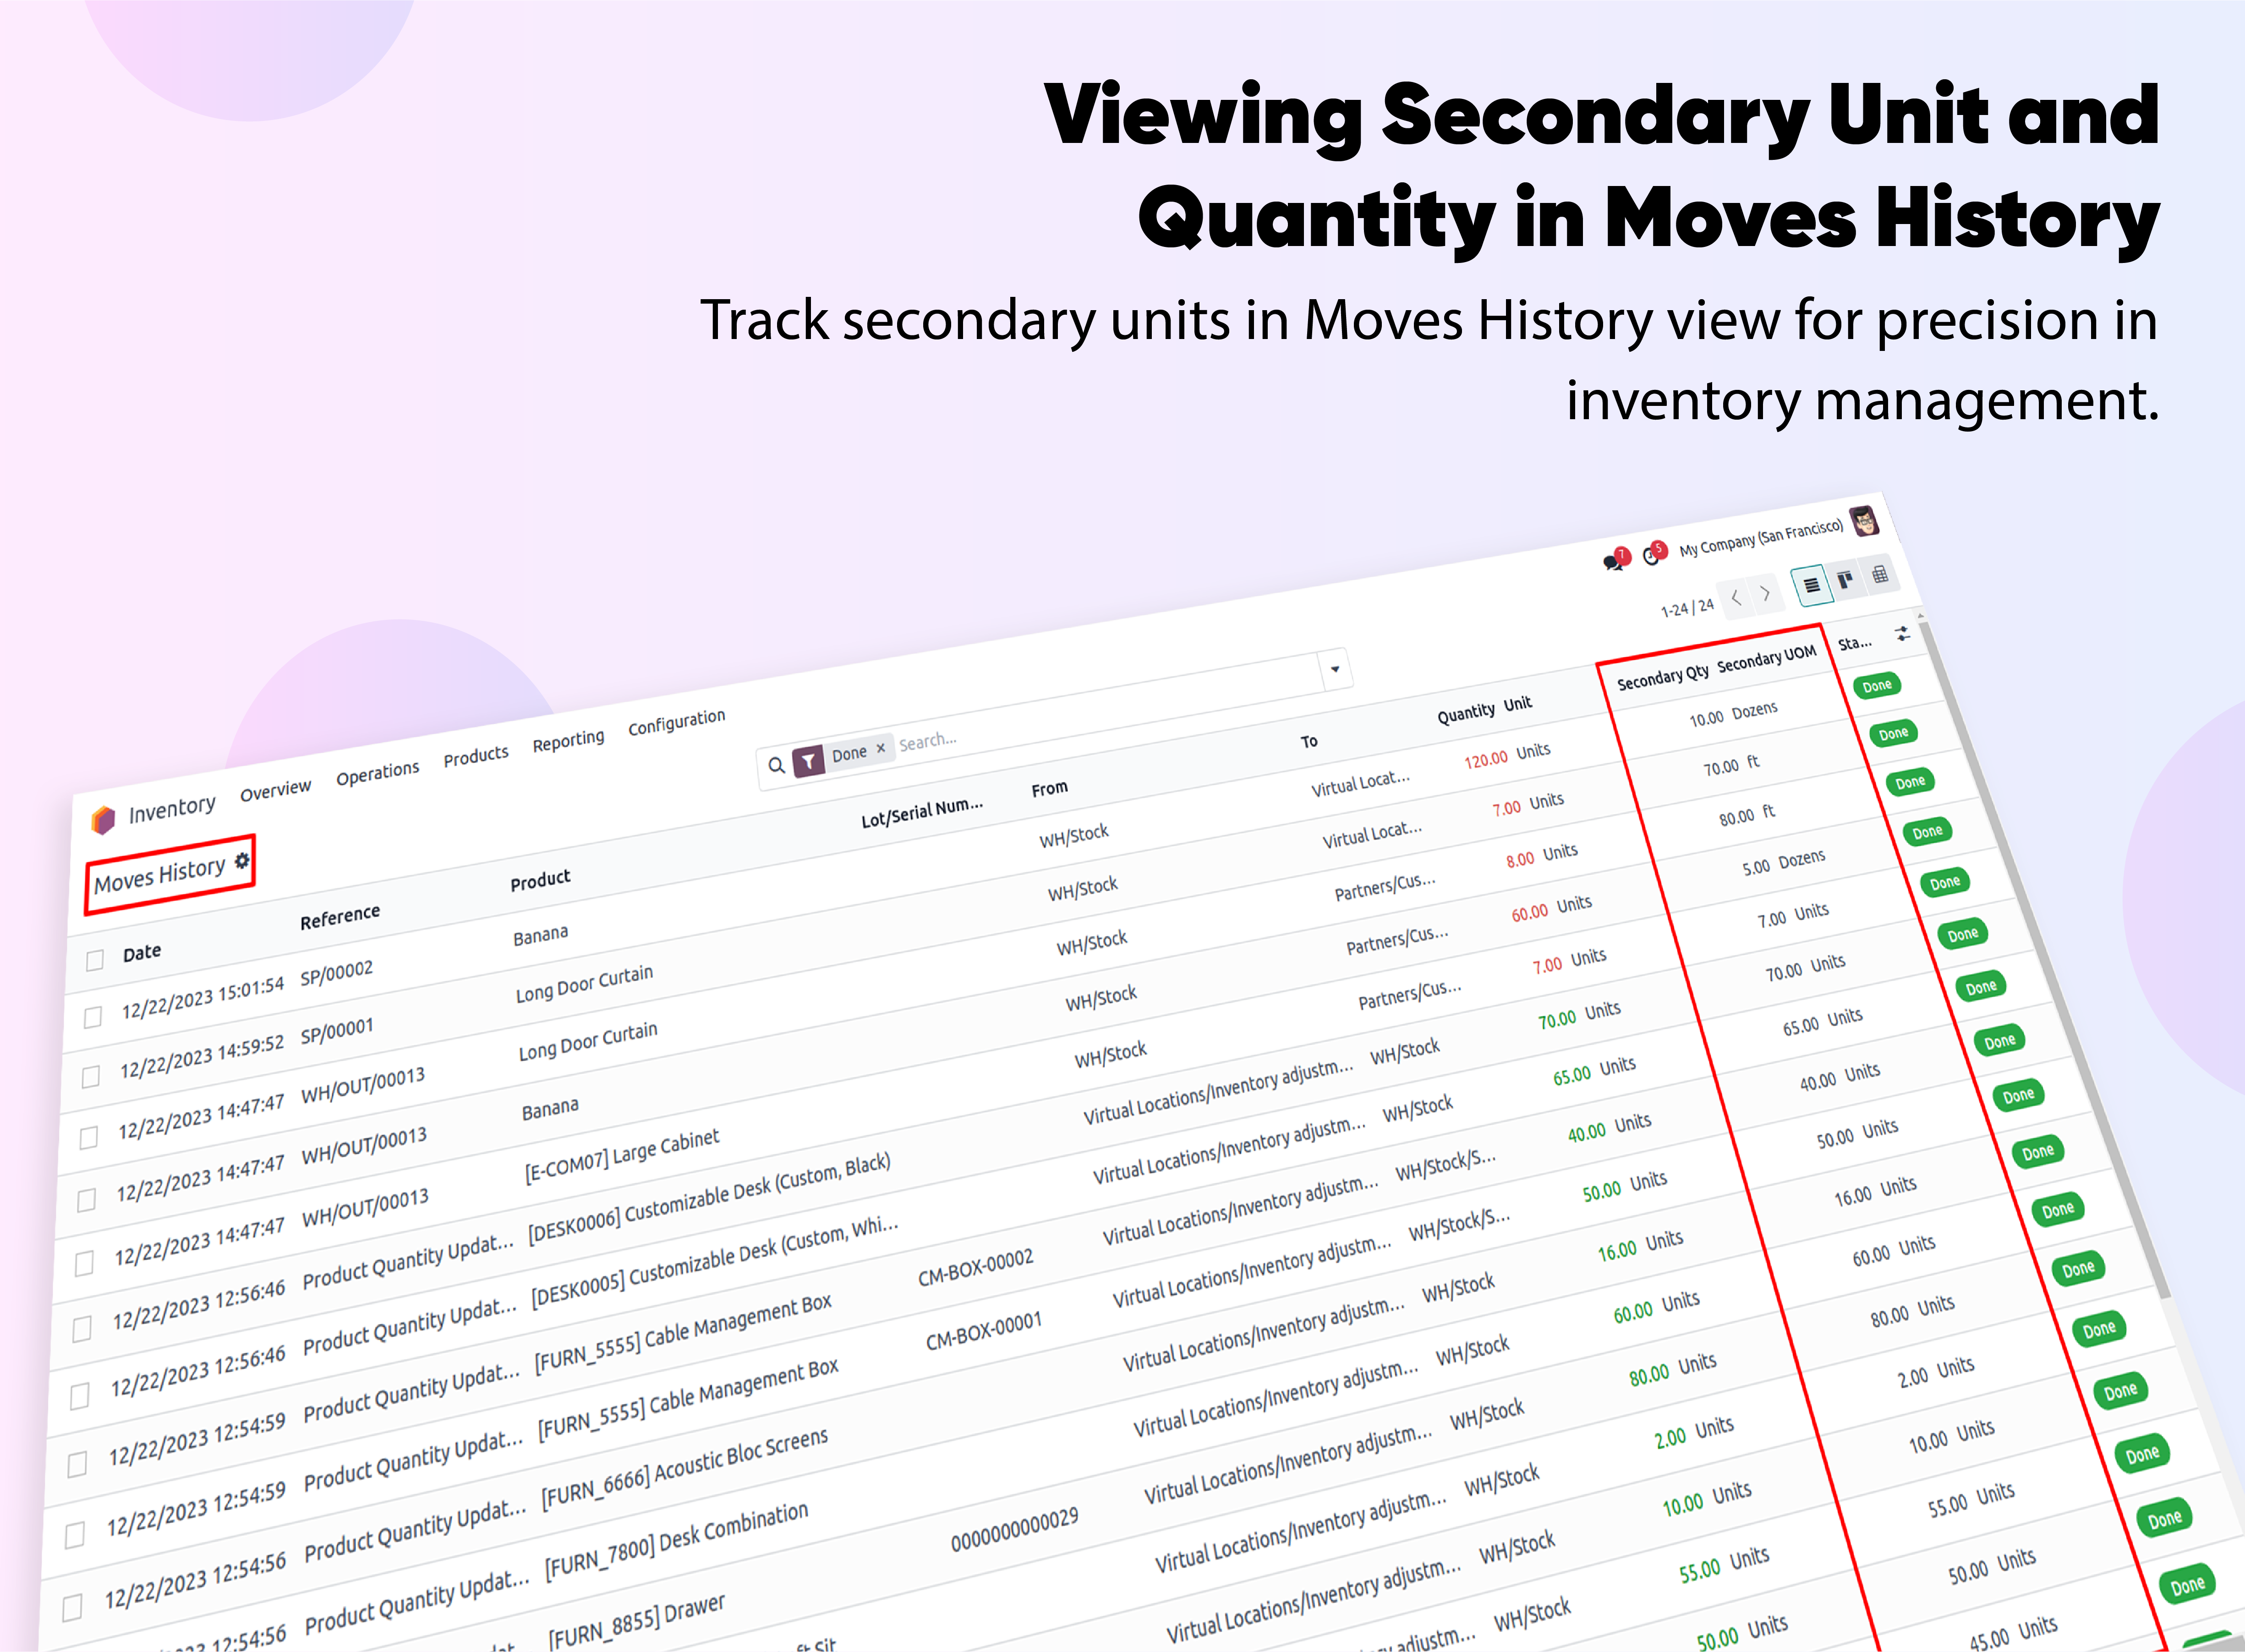 Viewing Secondary Unit and
Quantity in Moves History
Track secondary units in Moves History view for precision in
inventory management.
7 5 My Company (San Francisco)
Inventory Overview Operations Products Reporting Configuration
Moves History
Done × Search...
1-24 / 24
Date Reference Product Lot/Serial Num... From To Quantity Unit Secondary Qty Secondary UOM Sta...
12/22/2023 15:01:54 SP/00002 Banana WH/Stock Virtual Locat... 120.00 Units 10.00 Dozens Done
12/22/2023 14:59:52 SP/00001 Long Door Curtain WH/Stock Virtual Locat... 7.00 Units 70.00 ft Done
12/22/2023 14:47:47 WH/OUT/00013 Long Door Curtain WH/Stock Partners/Cus... 8.00 Units 80.00 ft Done
12/22/2023 14:47:47 WH/OUT/00013 Banana WH/Stock Partners/Cus... 60.00 Units 5.00 Dozens Done
12/22/2023 14:47:47 WH/OUT/00013 [E-COM07] Large Cabinet WH/Stock Partners/Cus... 7.00 Units 7.00 Units Done
12/22/2023 12:56:46 Product Quantity Updat... [DESK0006] Customizable Desk (Custom, Black) Virtual Locations/Inventory adjustm... WH/Stock 70.00 Units 70.00 Units Done
12/22/2023 12:56:46 Product Quantity Updat... [DESK0005] Customizable Desk (Custom, Whi... Virtual Locations/Inventory adjustm... WH/Stock 65.00 Units 65.00 Units Done
12/22/2023 12:54:59 Product Quantity Updat... [FURN_5555] Cable Management Box CM-BOX-00002 Virtual Locations/Inventory adjustm... WH/Stock/S... 40.00 Units 40.00 Units Done
12/22/2023 12:54:59 Product Quantity Updat... [FURN_5555] Cable Management Box CM-BOX-00001 Virtual Locations/Inventory adjustm... WH/Stock/S... 50.00 Units 50.00 Units Done
12/22/2023 12:54:56 Product Quantity Updat... [FURN_6666] Acoustic Bloc Screens Virtual Locations/Inventory adjustm... WH/Stock 16.00 Units 16.00 Units Done
12:54:56 Product Quantity Updat... [FURN_7800] Desk Combination Virtual Locations/Inventory adjustm... WH/Stock 60.00 Units 60.00 Units Done
[FURN_8855] Drawer 0000000000029 Virtual Locations/Inventory adjustm... WH/Stock 80.00 Units 80.00 Units Done
Sit Virtual Locations/Inventory adjustm... WH/Stock 2.00 Units 2.00 Units Done
Virtual Locations/Inventory adjustm... WH/Stock 10.00 Units 10.00 Units Done
adjustm... WH/Stock 55.00 Units 55.00 Units Done
50.00 Units 50.00 Units Done
45.00 Units Done